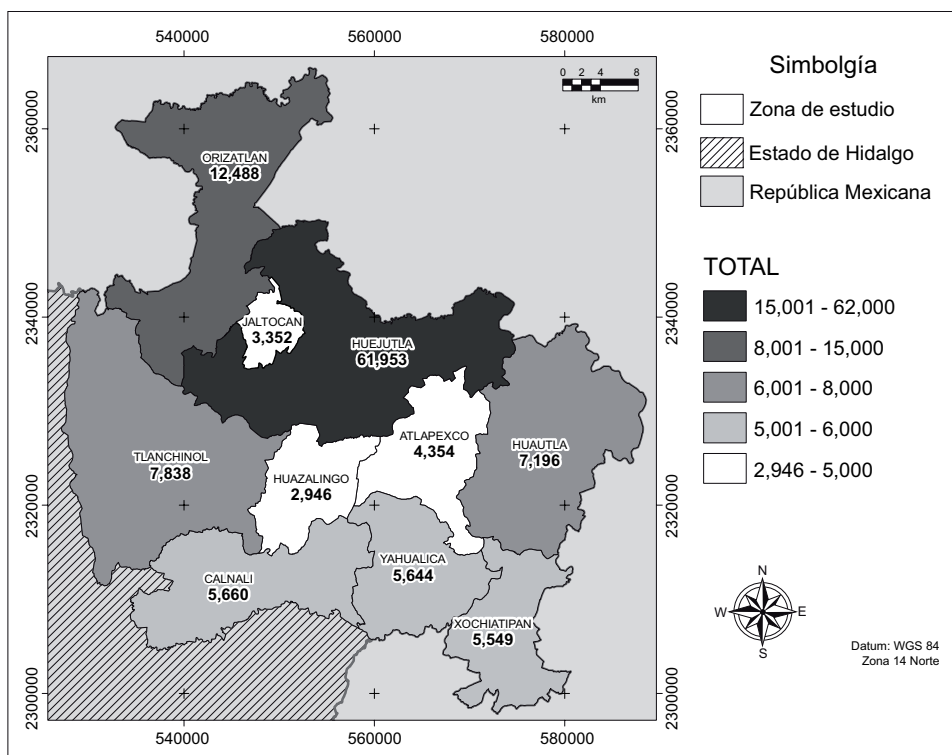 540000
560000
580000
2360000
2340000
2320000
2300000
2360000
2340000
2320000
2300000
540000
560000
580000
0 2 4 8
km
ORIZATLAN
12,488
JALTOCAN
3,352
HUEJUTLA
61,953
ATLAPEXCO
4,354
HUAUTLA
7,196
TLANCHINOL
7,838
HUAZALINGO
2,946
YAHUALICA
5,644
CALNALI
5,660
XOCHIATIPAN
5,549
Simbolgía
Zona de estudio
Estado de Hidalgo
República Mexicana
TOTAL
15,001 - 62,000
8,001 - 15,000
6,001 - 8,000
5,001 - 6,000
2,946 - 5,000
N
W
E
S
Datum: WGS 84
Zona 14 Norte